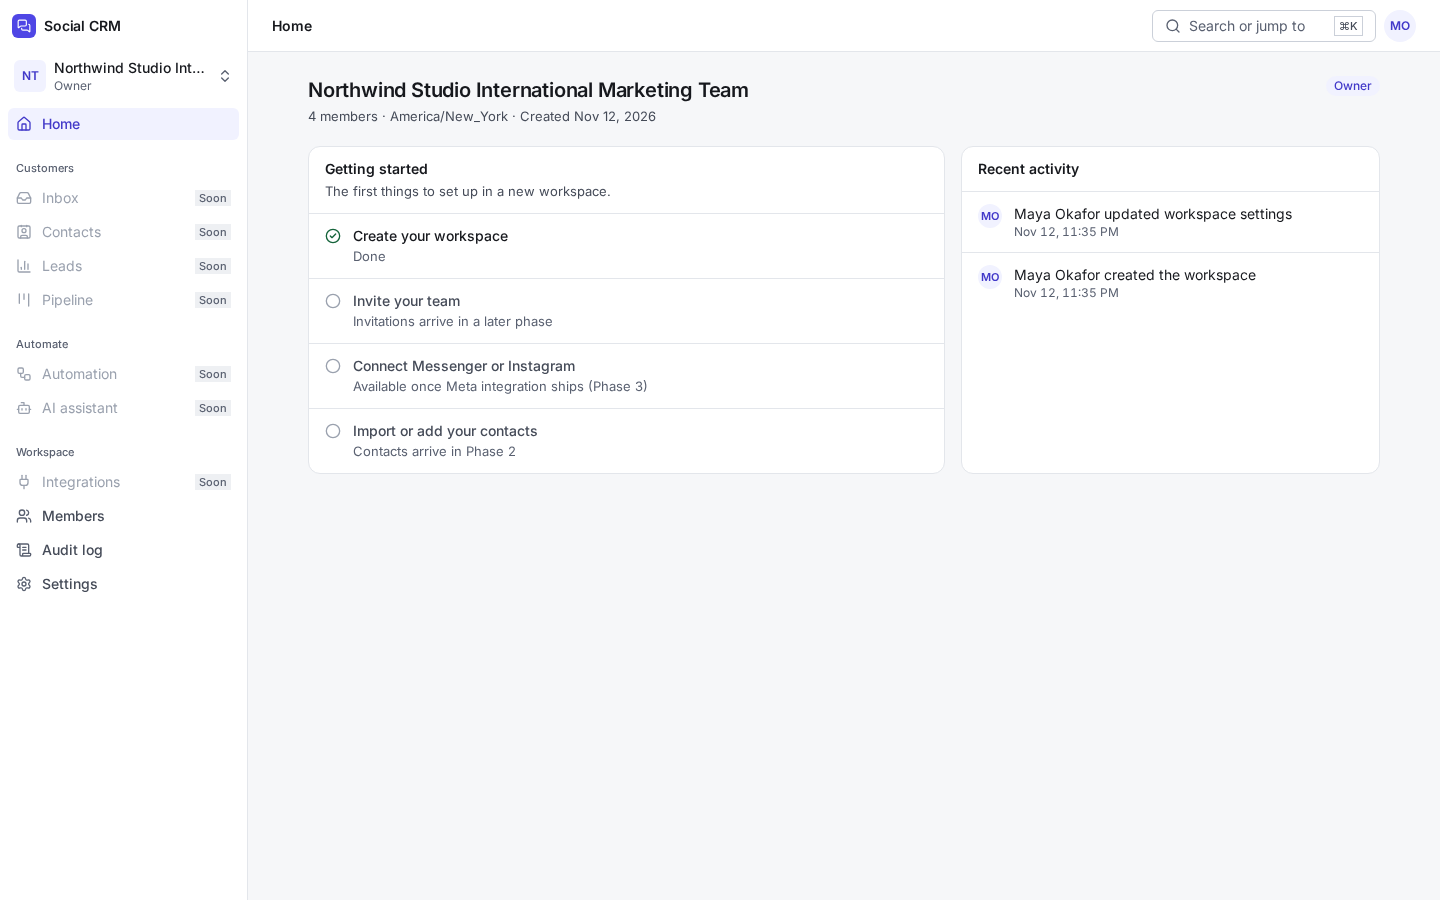 Social CRM
NT
Northwind Studio Int...
Owner
Home
Customers
Inbox Soon
Contacts Soon
Leads Soon
Pipeline Soon
Automate
Automation Soon
AI assistant Soon
Workspace
Integrations Soon
Members
Audit log
Settings
Home
Search or jump to ⌘K
MO
Northwind Studio International Marketing Team
Owner
4 members · America/New_York · Created Nov 12, 2026
Getting started
The first things to set up in a new workspace.
Create your workspace
Done
Invite your team
Invitations arrive in a later phase
Connect Messenger or Instagram
Available once Meta integration ships (Phase 3)
Import or add your contacts
Contacts arrive in Phase 2
Recent activity
MO Maya Okafor updated workspace settings
Nov 12, 11:35 PM
MO Maya Okafor created the workspace
Nov 12, 11:35 PM